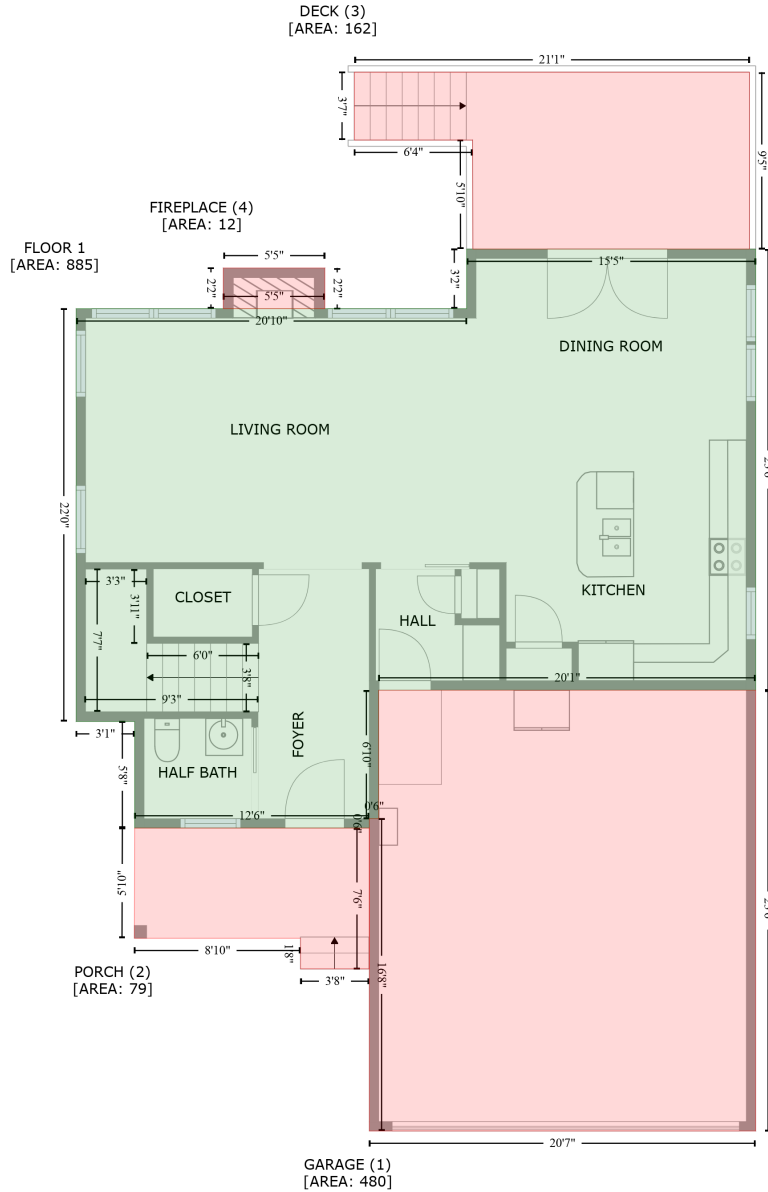 DECK (3)
[AREA: 162]
21'1"
3'7"
9'5"
6'4"
5'10"
FIREPLACE (4)
[AREA: 12]
FLOOR 1
[AREA: 885]
5'5"
2'2"
5'5"
2'2"
3'2"
15'5"
20'10"
DINING ROOM
LIVING ROOM
22'0"
3'3"
CLOSET
3'11"
7'7"
KITCHEN
HALL
6'0"
3'8"
9'3"
20'1"
3'1"
FOYER
6'10"
5'8"
HALF BATH
12'6"
0'6"
0'6"
5'10"
7'6"
8'10"
1'8"
3'8"
16'8"
PORCH (2)
[AREA: 79]
20'7"
GARAGE (1)
[AREA: 480]